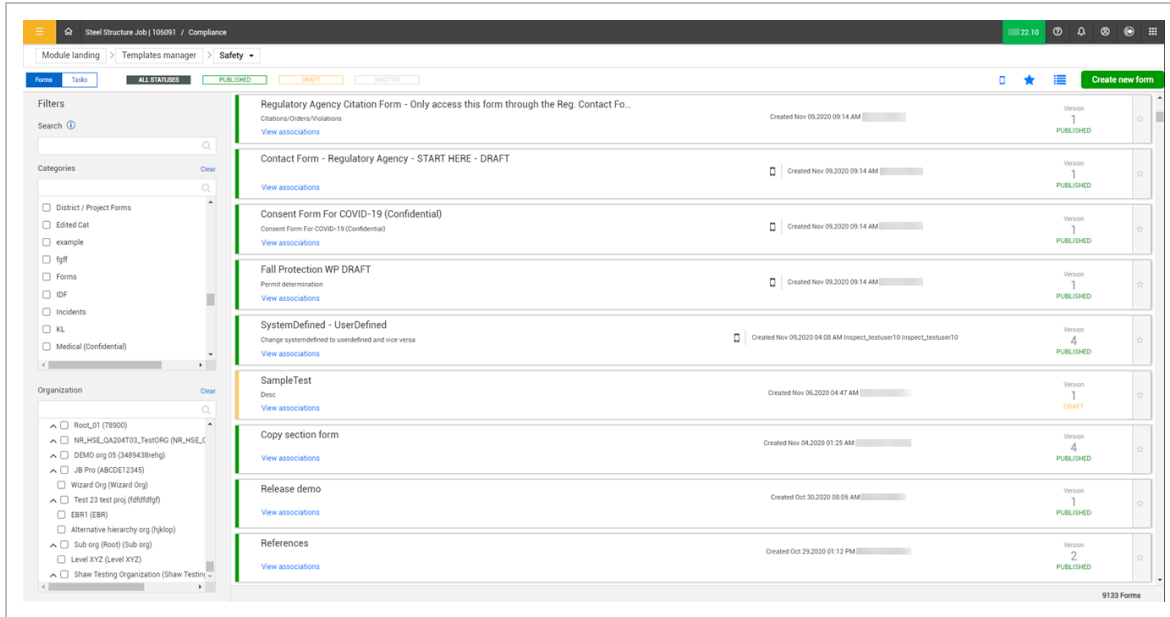 Steel Structure Job | 105091 / Compliance
22.10
Module landing > Templates manager > Safety
Forms Tasks ALL STATUSES PUBLISHED DRAFT INACTIVE
Create new form
Filters
Search
Categories Clear
District / Project Forms
Edited Cat
example
fgff
Forms
IDF
Incidents
KL
Medical (Confidential)
Organization Clear
Root_01 (78900)
NR_HSE_QA204T03_TestORG (NR_HSE_
DEMO org 05 (3489438rehg)
JB Pro (ABCDE12345)
Wizard Org (Wizard Org)
Test 23 test proj (fdfdfdfgf)
EBR1 (EBR)
Alternative hierarchy org (hjklop)
Sub org (Root) (Sub org)
Level XYZ (Level XYZ)
Shaw Testing Organization (Shaw Testin
Regulatory Agency Citation Form - Only access this form through the Reg. Contact Fo...
Citations/Orders/Violations
View associations
Created Nov 09,2020 09:14 AM
Version
1
PUBLISHED
Contact Form - Regulatory Agency - START HERE - DRAFT
View associations
Created Nov 09,2020 09:14 AM
Version
1
PUBLISHED
Consent Form For COVID-19 (Confidential)
Consent Form For COVID-19 (Confidential)
View associations
Created Nov 09,2020 09:14 AM
Version
1
PUBLISHED
Fall Protection WP DRAFT
Permit determination
View associations
Created Nov 09,2020 09:14 AM
Version
1
PUBLISHED
SystemDefined - UserDefined
Change systemdefined to userdefined and vice versa
View associations
Created Nov 09,2020 04:08 AM Inspect_testuser10 Inspect_testuser10
Version
4
PUBLISHED
SampleTest
Desc
View associations
Created Nov 06,2020 04:47 AM
Version
1
DRAFT
Copy section form
View associations
Created Nov 04,2020 01:25 AM
Version
4
PUBLISHED
Release demo
View associations
Created Oct 30,2020 08:05 AM
Version
1
PUBLISHED
References
View associations
Created Oct 29,2020 01:12 PM
Version
2
PUBLISHED
9133 Forms